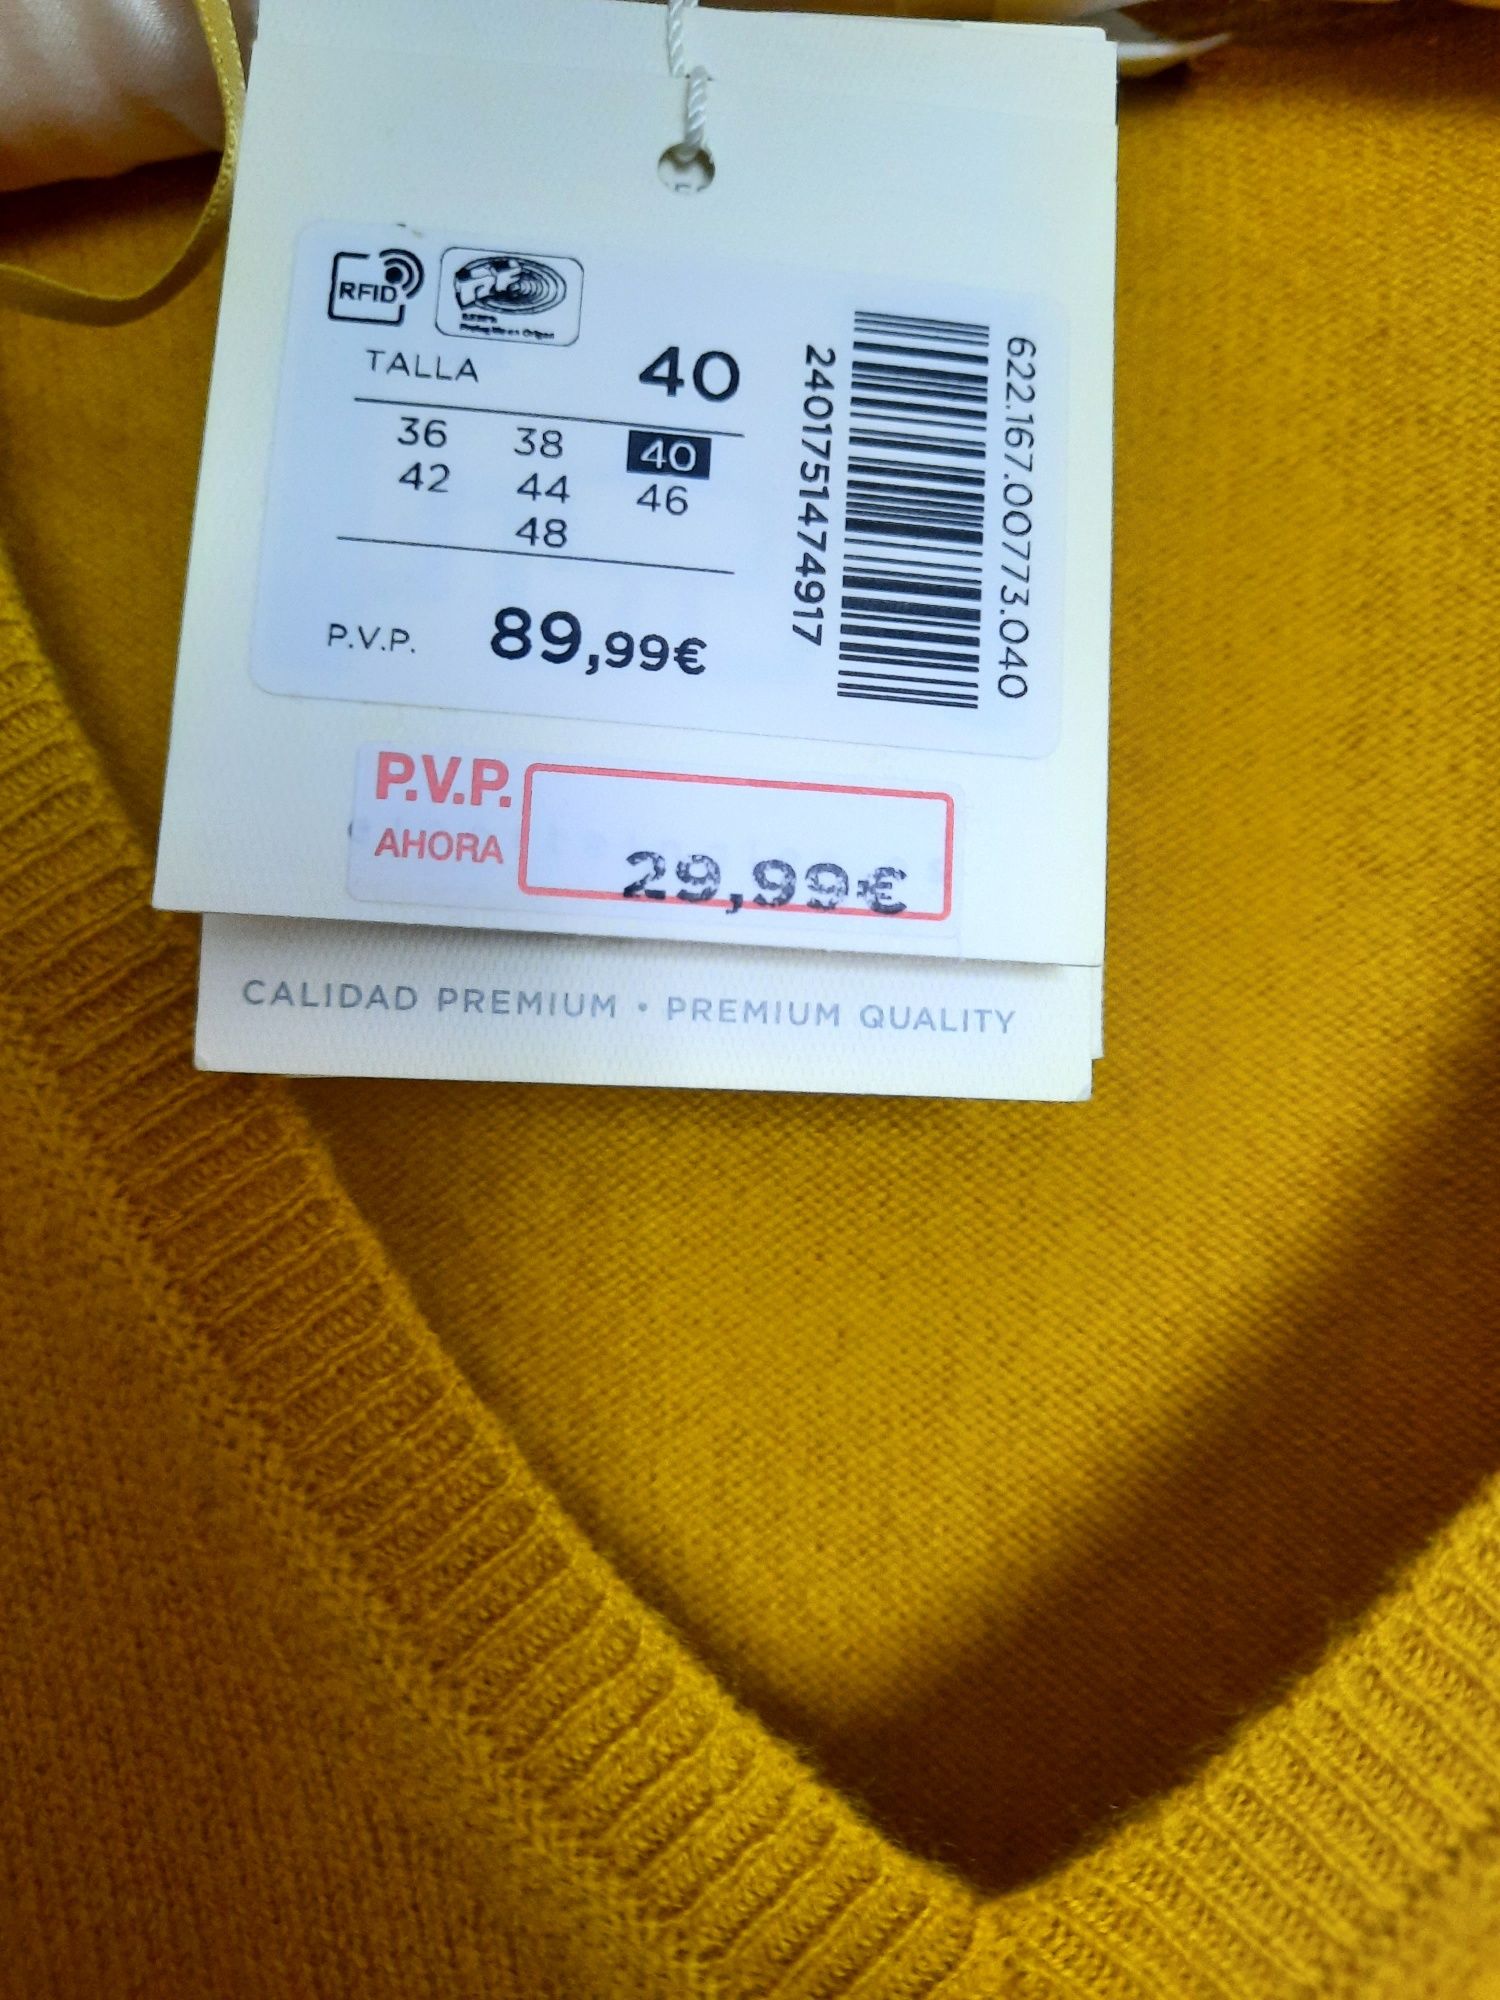 RFID
TALLA 40
36 38 40
42 44 46
48
P.V.P. 89,99€
2401751474917
622.167.00773.040
P.V.P.
AHORA
29,99€
CALIDAD PREMIUM • PREMIUM QUALITY